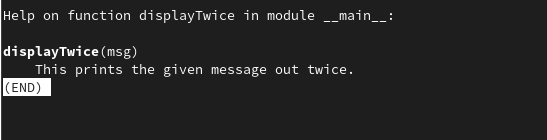 Help on function displayTwice in module __main__:
displayTwice(msg)
This prints the given message out twice.
(END)